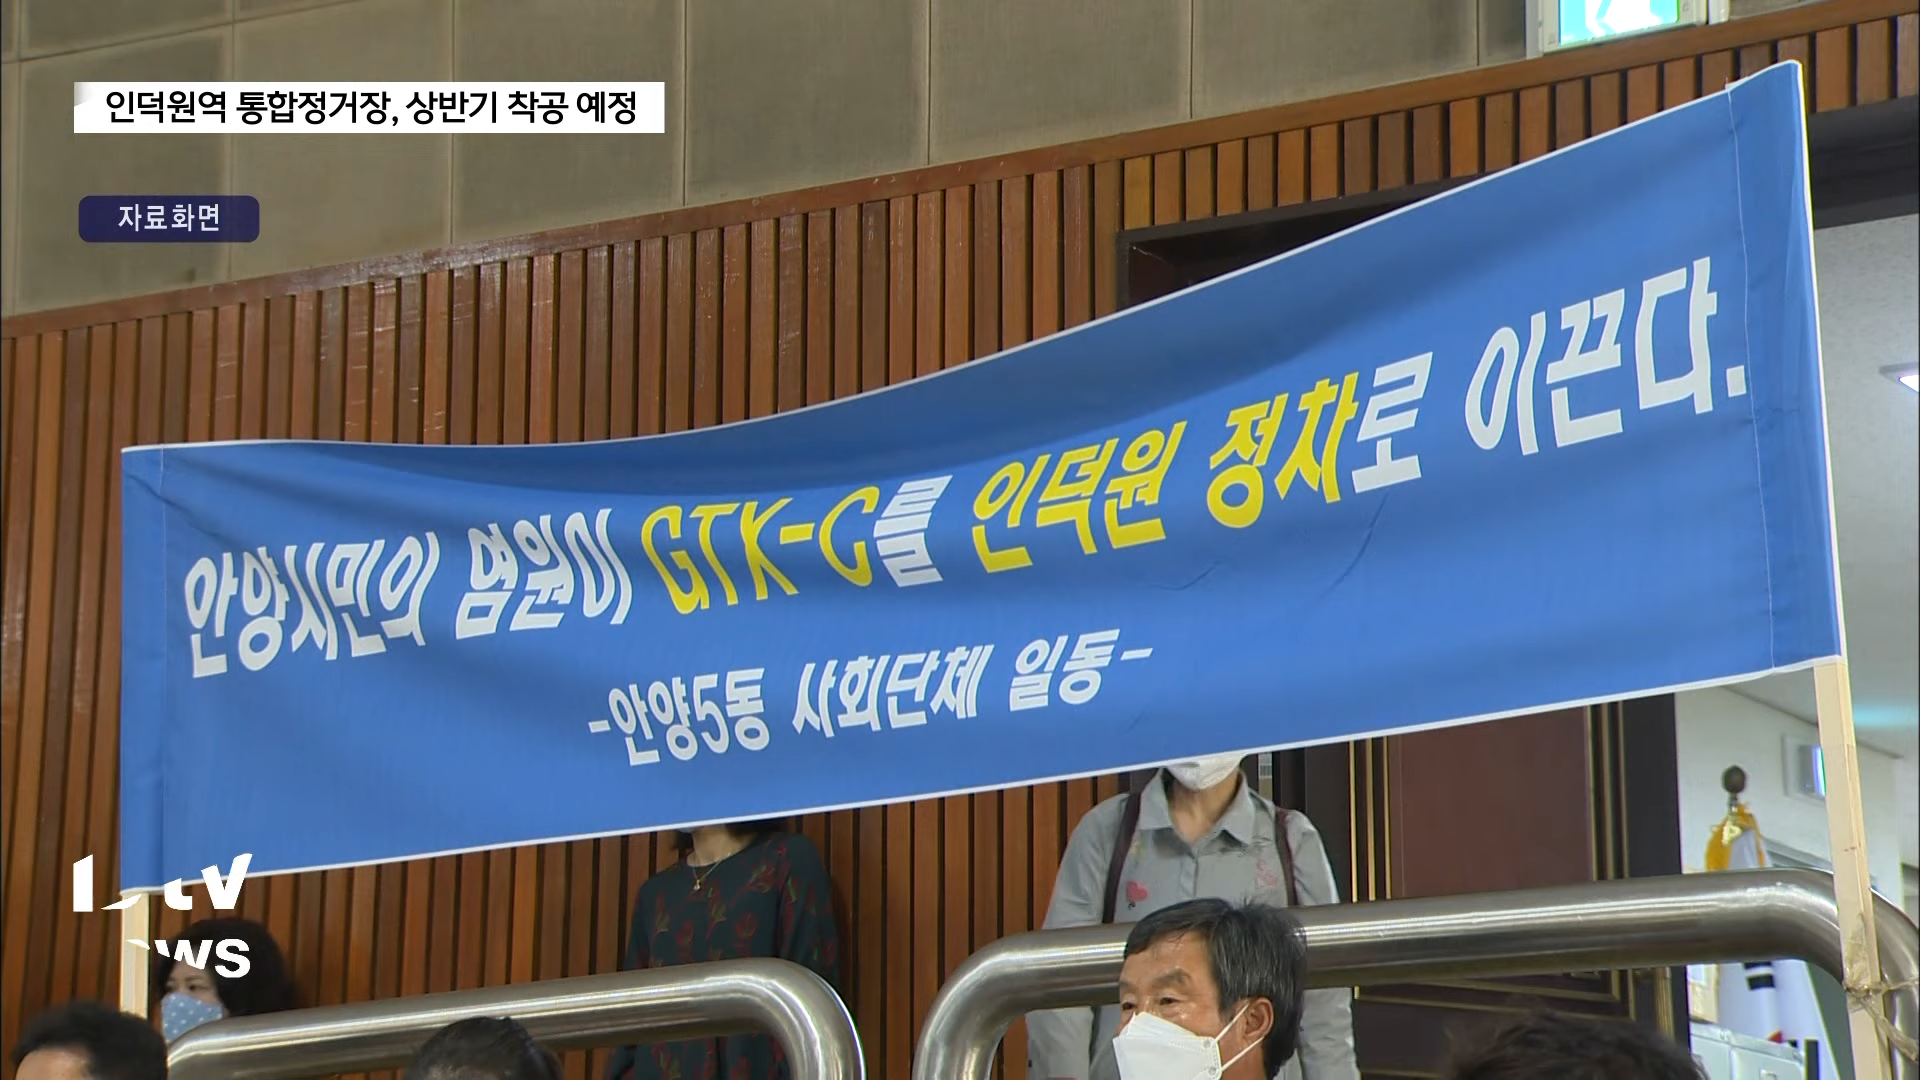 인덕원역 통합정거장, 상반기 착공 예정
자료화면
안양시민의 염원이 GTX-C를 인덕원 정차로 이끈다.
-안양5동 사회단체 일동-
tv
ws